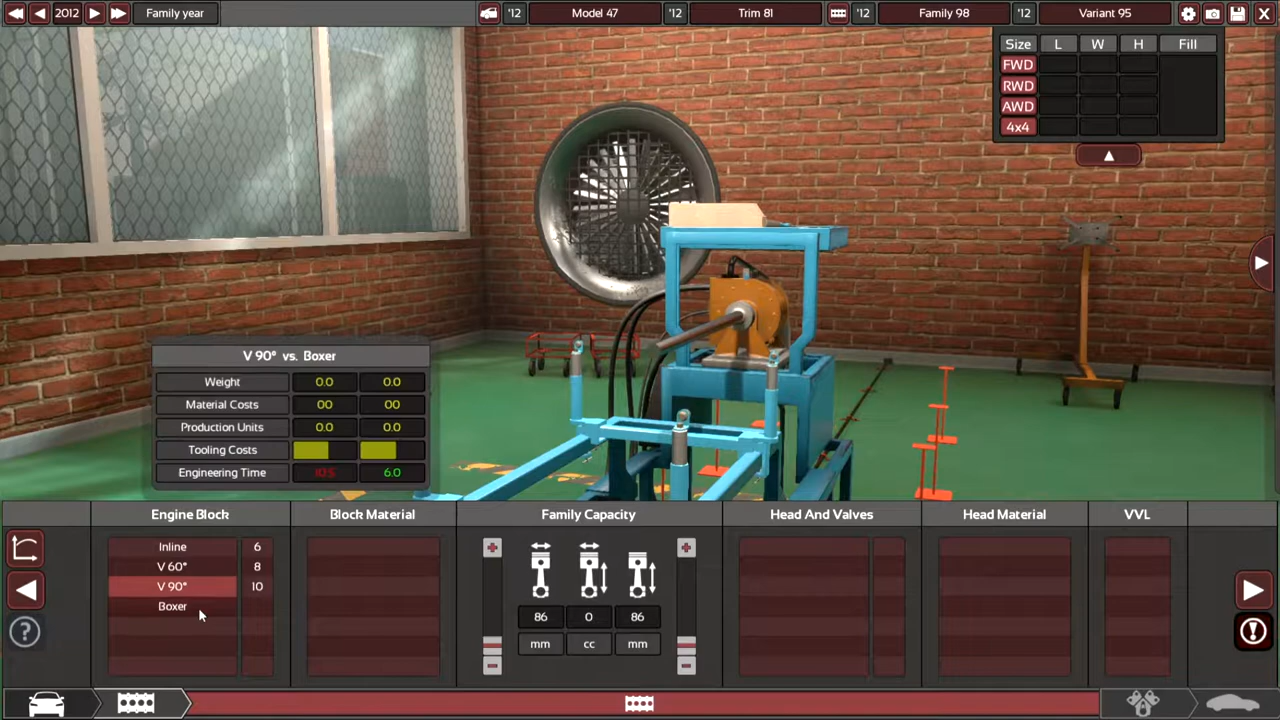 2012 Family year '12 Model 47 '12 Trim 81 '12 Family 98 '12 Variant 95
Size L W H Fill
FWD
RWD
AWD
4x4
V 90° vs. Boxer
Weight 0.0 0.0
Material Costs 00 00
Production Units 0.0 0.0
Tooling Costs
Engineering Time 10.5 6.0
Engine Block Block Material Family Capacity Head And Valves Head Material VVL
Inline 6
V 60° 8
V 90° 10
Boxer
86 0 86
mm cc mm